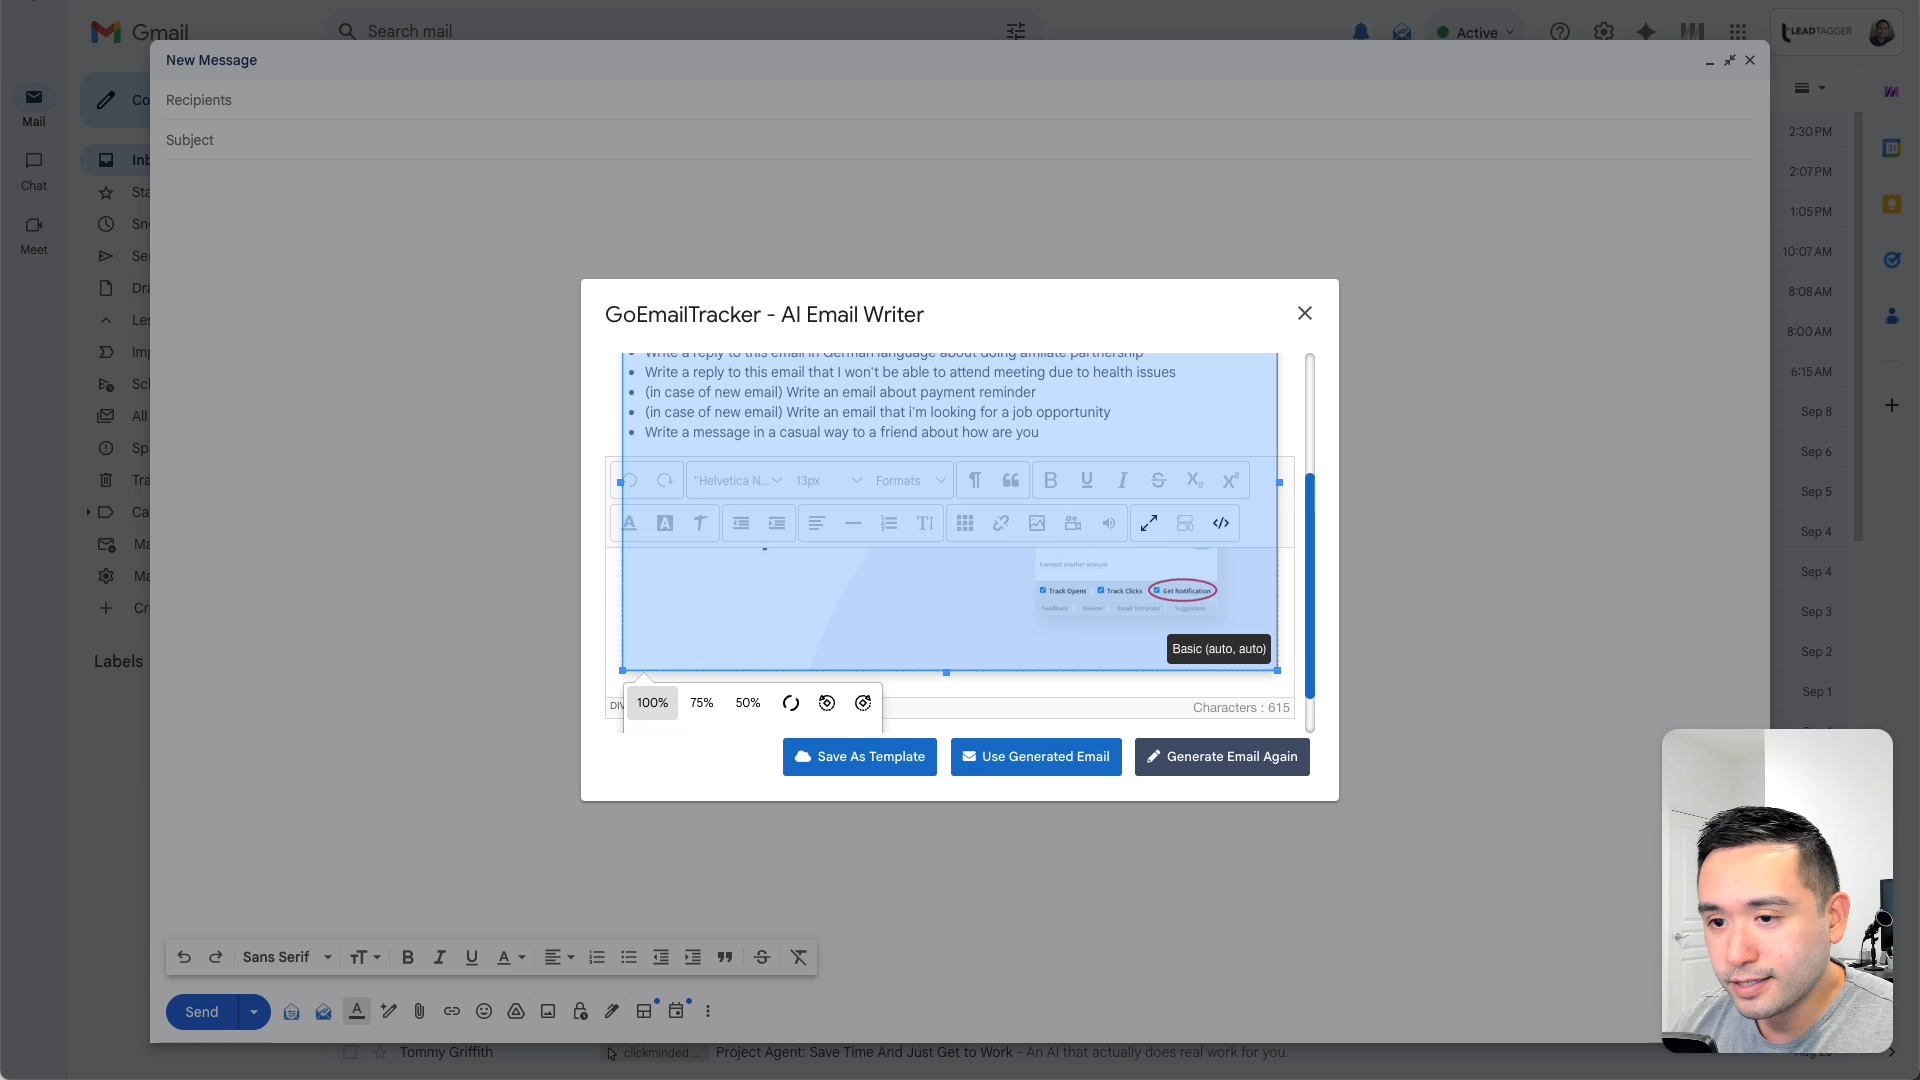 Gmail
Search mail
Active
LEADTAGGER
New Message
Recipients
Subject
Mail
Chat
Meet
Co
Inb
Sta
Sn
Se
Dra
Les
Imp
Sch
All
Spa
Tra
Ca
Ma
Ma
Cr
Labels
2:30 PM
2:07 PM
1:05 PM
10:07 AM
8:08 AM
8:00 AM
6:15 AM
Sep 8
Sep 6
Sep 5
Sep 4
Sep 4
Sep 3
Sep 2
Sep 1
31
GoEmailTracker - AI Email Writer
Write a reply to this email in German language about doing affiliate partnership
Write a reply to this email that I won't be able to attend meeting due to health issues
(in case of new email) Write an email about payment reminder
(in case of new email) Write an email that i'm looking for a job opportunity
Write a message in a casual way to a friend about how are you
"Helvetica N... 13px Formats
Connect another account
Track Opens Track Clicks Get Notification
Feedback Review Email Template Suggestion
Basic (auto, auto)
DIV
Characters : 615
100% 75% 50%
Save As Template Use Generated Email Generate Email Again
Sans Serif
Send
Tommy Griffith clickminded.... Project Agent: Save Time And Just Get to Work - An AI that actually does real work for you.